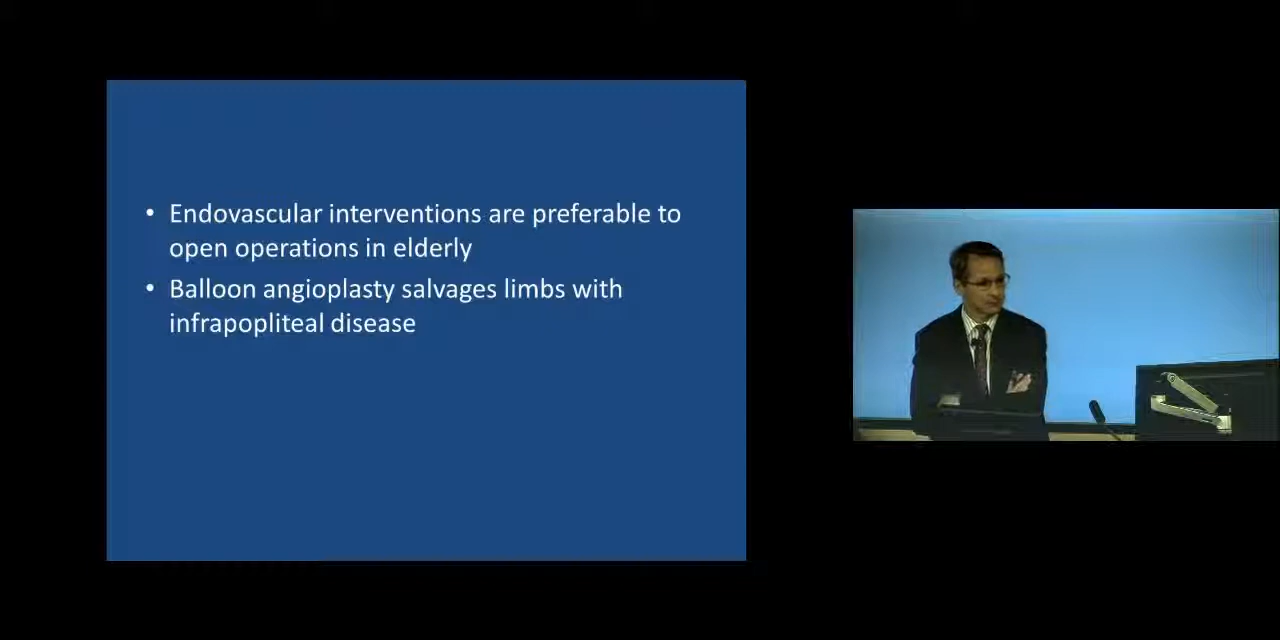 • Endovascular interventions are preferable to
open operations in elderly
• Balloon angioplasty salvages limbs with
infrapopliteal disease